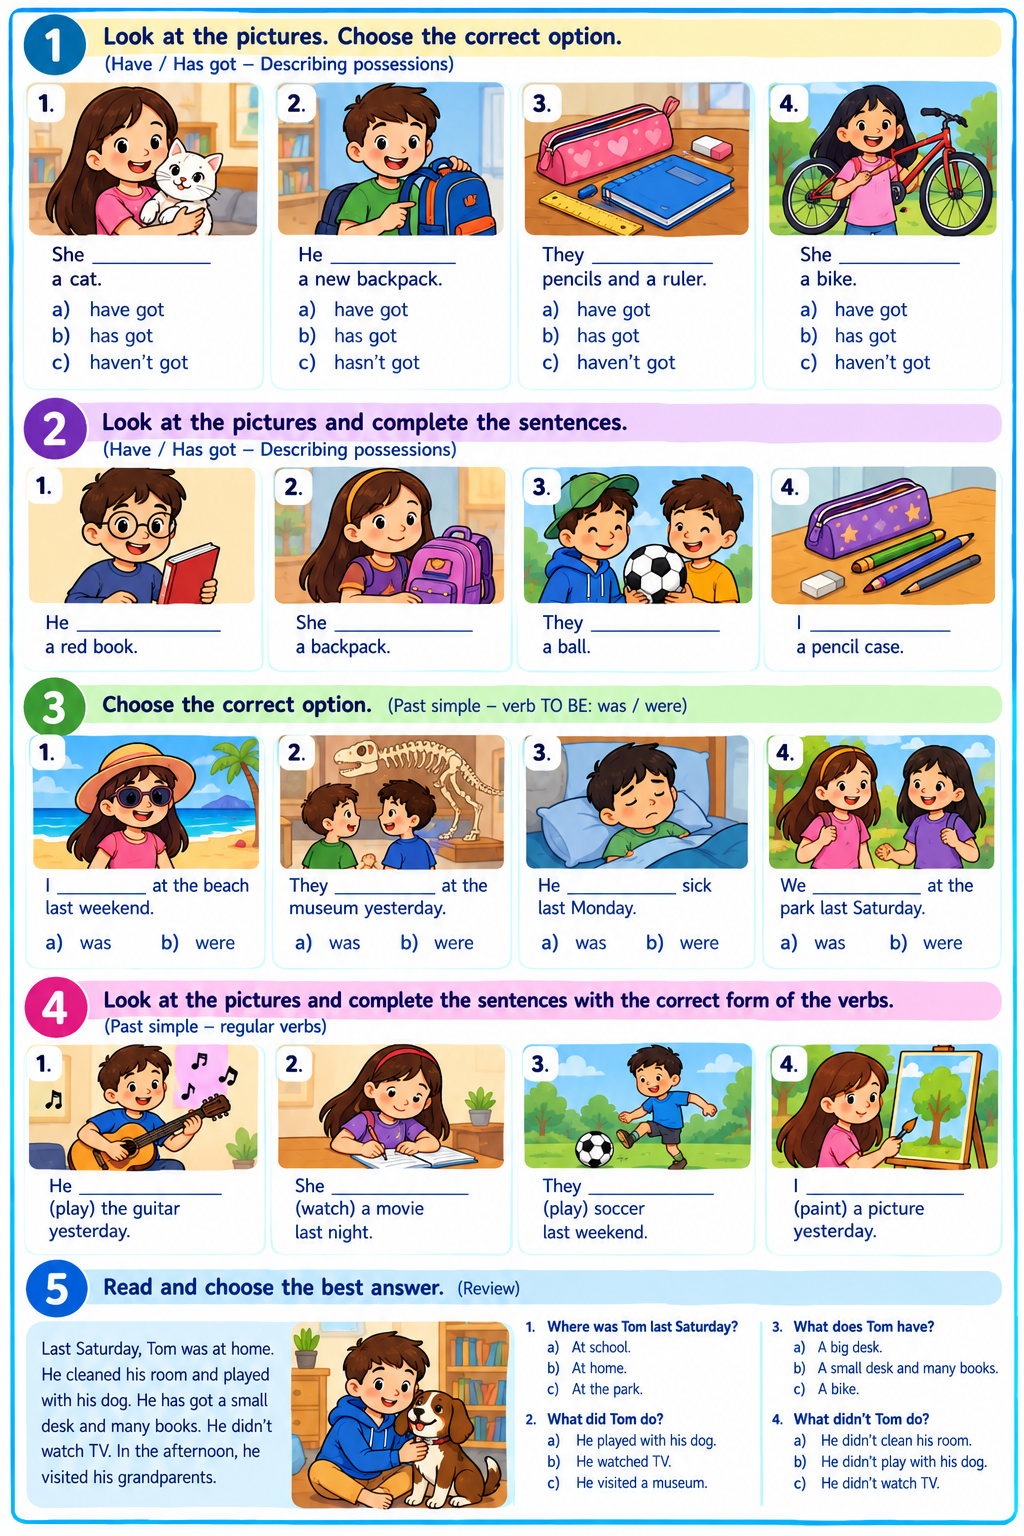 1 Look at the pictures. Choose the correct option.
(Have / Has got – Describing possessions)
1.
She ____________
a cat.
a) have got
b) has got
c) haven't got
2.
He ____________
a new backpack.
a) have got
b) has got
c) hasn't got
3.
They ____________
pencils and a ruler.
a) have got
b) has got
c) haven't got
4.
She ____________
a bike.
a) have got
b) has got
c) haven't got
2 Look at the pictures and complete the sentences.
(Have / Has got – Describing possessions)
1.
He ______________
a red book.
2.
She ______________
a backpack.
3.
They ______________
a ball.
4.
I ______________
a pencil case.
3 Choose the correct option. (Past simple – verb TO BE: was / were)
1.
I _________ at the beach
last weekend.
a) was b) were
2.
They __________ at the
museum yesterday.
a) was b) were
3.
He ___________ sick
last Monday.
a) was b) were
4.
We ___________ at the
park last Saturday.
a) was b) were
4 Look at the pictures and complete the sentences with the correct form of the verbs.
(Past simple – regular verbs)
1.
He ______________
(play) the guitar
yesterday.
2.
She ______________
(watch) a movie
last night.
3.
They ______________
(play) soccer
last weekend.
4.
I ______________
(paint) a picture
yesterday.
5 Read and choose the best answer. (Review)
Last Saturday, Tom was at home.
He cleaned his room and played
with his dog. He has got a small
desk and many books. He didn't
watch TV. In the afternoon, he
visited his grandparents.
1. Where was Tom last Saturday?
a) At school.
b) At home.
c) At the park.
2. What did Tom do?
a) He played with his dog.
b) He watched TV.
c) He visited a museum.
3. What does Tom have?
a) A big desk.
b) A small desk and many books.
c) A bike.
4. What didn't Tom do?
a) He didn't clean his room.
b) He didn't play with his dog.
c) He didn't watch TV.